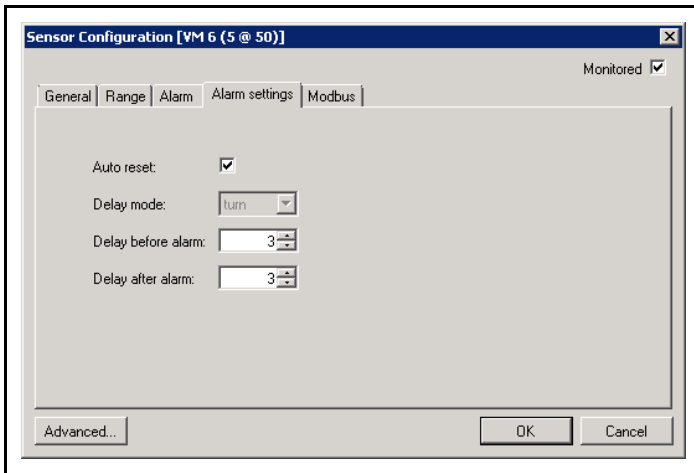 Sensor Configuration [VM 6 (5 @ 50)]
Monitored
General Range Alarm Alarm settings Modbus
Auto reset:
Delay mode: turn
Delay before alarm: 3
Delay after alarm: 3
Advanced... OK Cancel